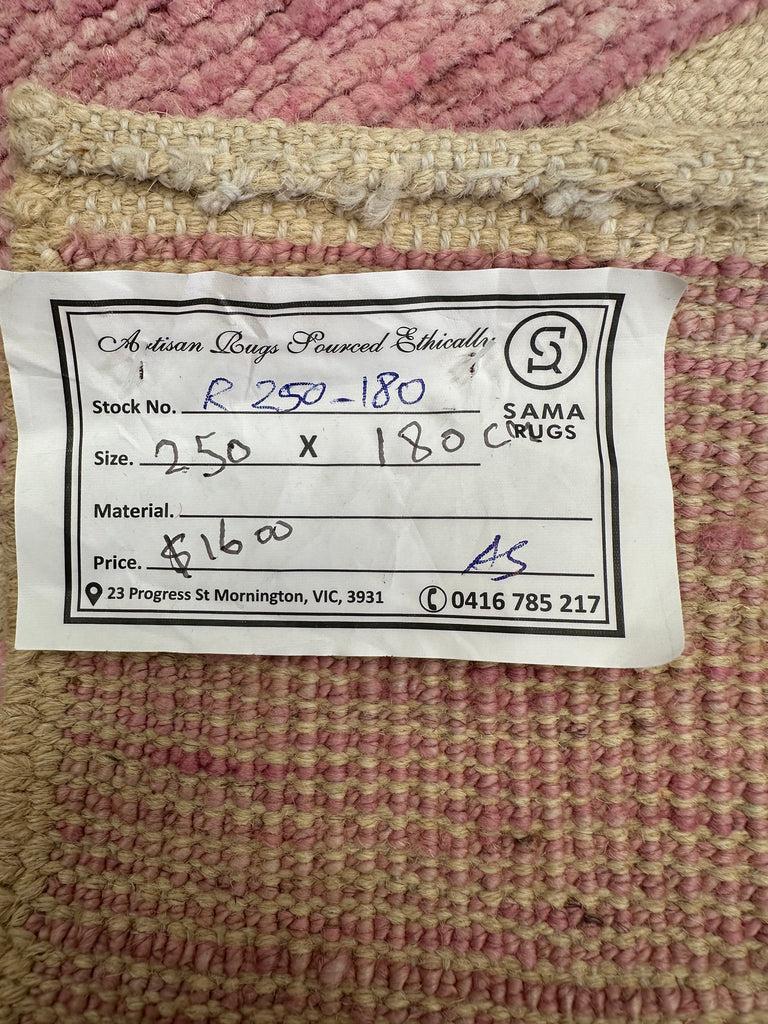 Artisan Rugs Sourced Ethically
SAMA
RUGS
Stock No. R 250-180
Size. 250 X 180 cm
Material.
Price. $1600 AS
23 Progress St Mornington, VIC, 3931 0416 785 217